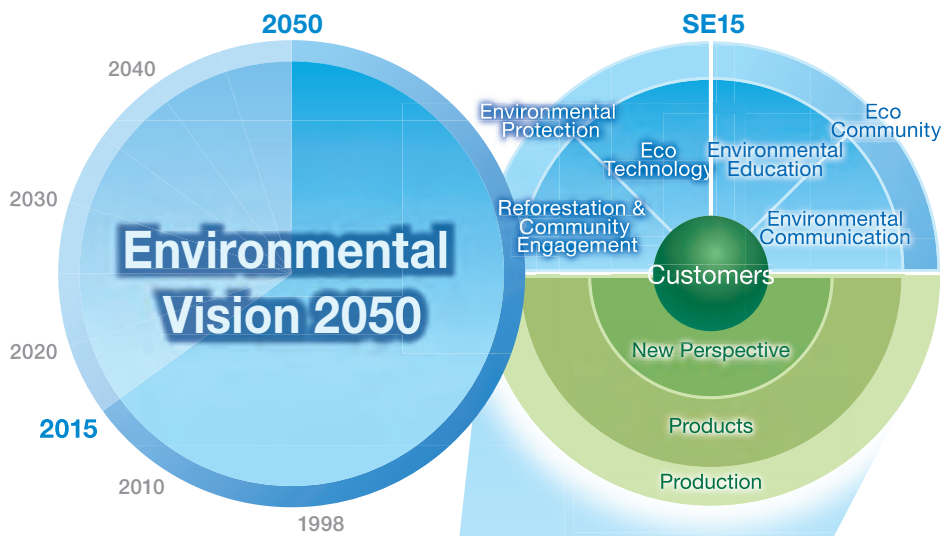 2050
2040
2030
Environmental
Vision 2050
2020
2015
2010
1998
SE15
Environmental
Protection
Eco
Technology
Environmental
Education
Eco
Community
Reforestation &
Community
Engagement
Environmental
Communication
Customers
New Perspective
Products
Production